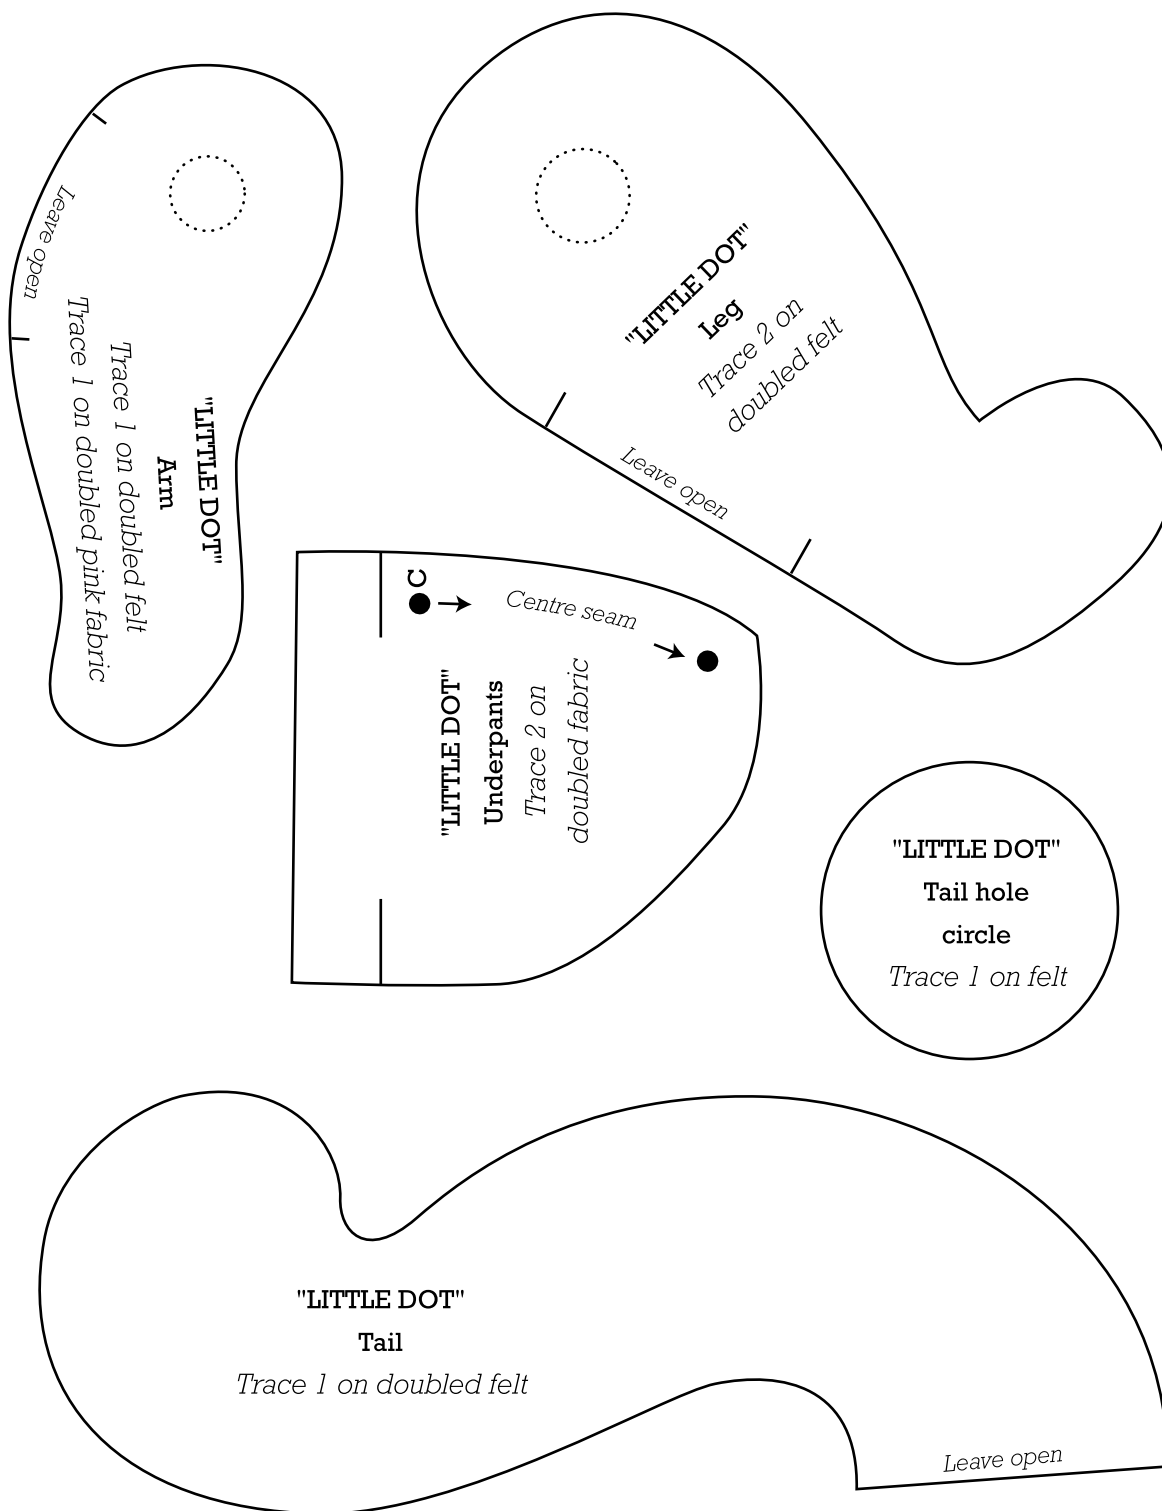 Leave open
"LITTLE DOT"
Arm
Trace 1 on doubled felt
Trace 1 on doubled pink fabric
"LITTLE DOT"
Leg
Trace 2 on
doubled felt
Leave open
C
Centre seam
"LITTLE DOT"
Underpants
Trace 2 on
doubled fabric
"LITTLE DOT"
Tail hole
circle
Trace 1 on felt
"LITTLE DOT"
Tail
Trace 1 on doubled felt
Leave open